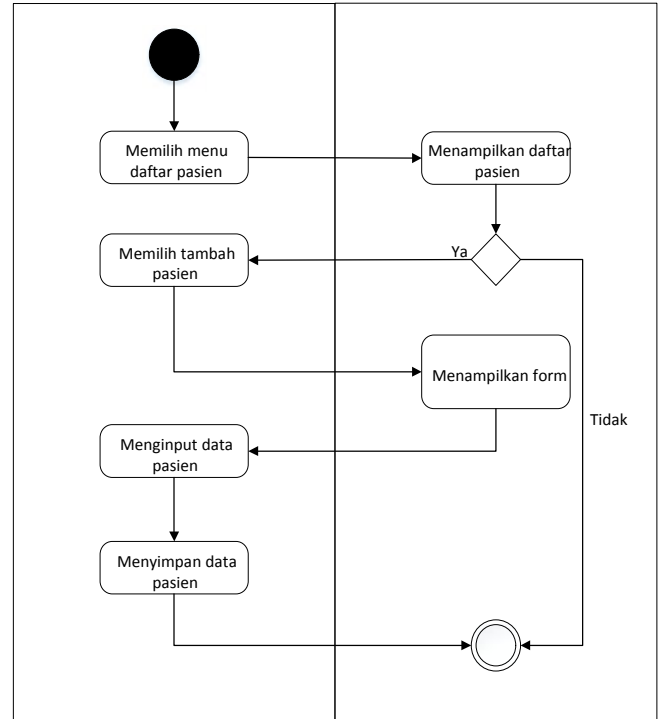 Memilih menu
daftar pasien
Menampilkan daftar
pasien
Ya
Memilih tambah
pasien
Menampilkan form
Tidak
Menginput data
pasien
Menyimpan data
pasien